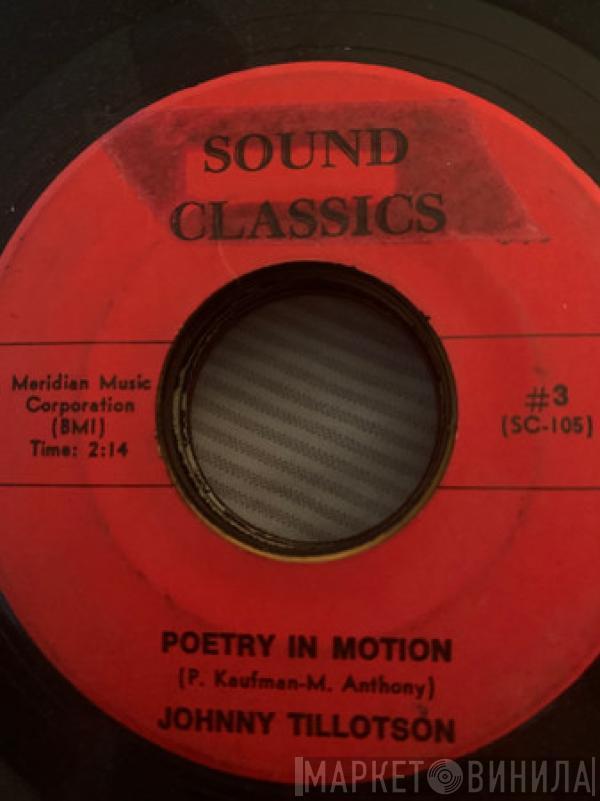 SOUND
CLASSICS
Meridian Music
Corporation
(BMI)
Time: 2:14
#3
(SC-105)
POETRY IN MOTION
(P. Kaufman-M. Anthony)
JOHNNY TILLOTSON
МАРКЕТ ВИНИЛА